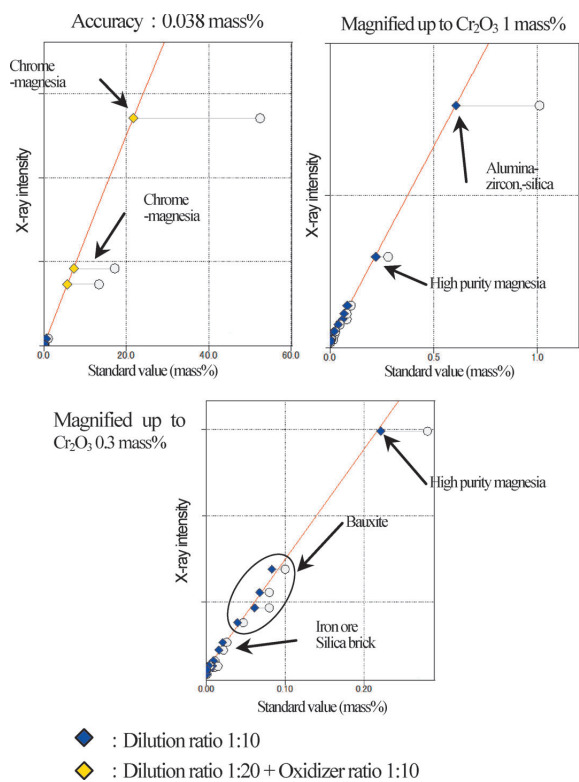 Accuracy : 0.038 mass%
Chrome
-magnesia
Chrome
-magnesia
X-ray intensity
0.0
20.0
40.0
60.0
Standard value (mass%)
Magnified up to Cr₂O₃ 1 mass%
Alumina-
zircon,-silica
High purity magnesia
X-ray intensity
0.0
0.5
1.0
Standard value (mass%)
Magnified up to
Cr₂O₃ 0.3 mass%
High purity magnesia
Bauxite
Iron ore
Silica brick
X-ray intensity
0.00
0.10
0.20
Standard value (mass%)
: Dilution ratio 1:10
: Dilution ratio 1:20 + Oxidizer ratio 1:10